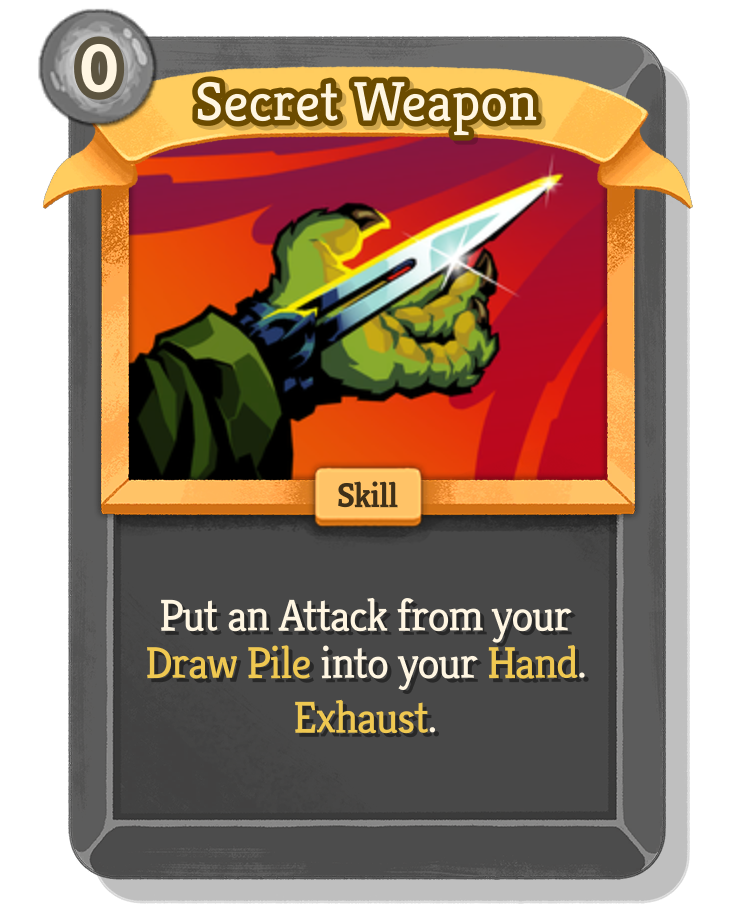 0
Secret Weapon
Skill
Put an Attack from your
Draw Pile into your Hand.
Exhaust.